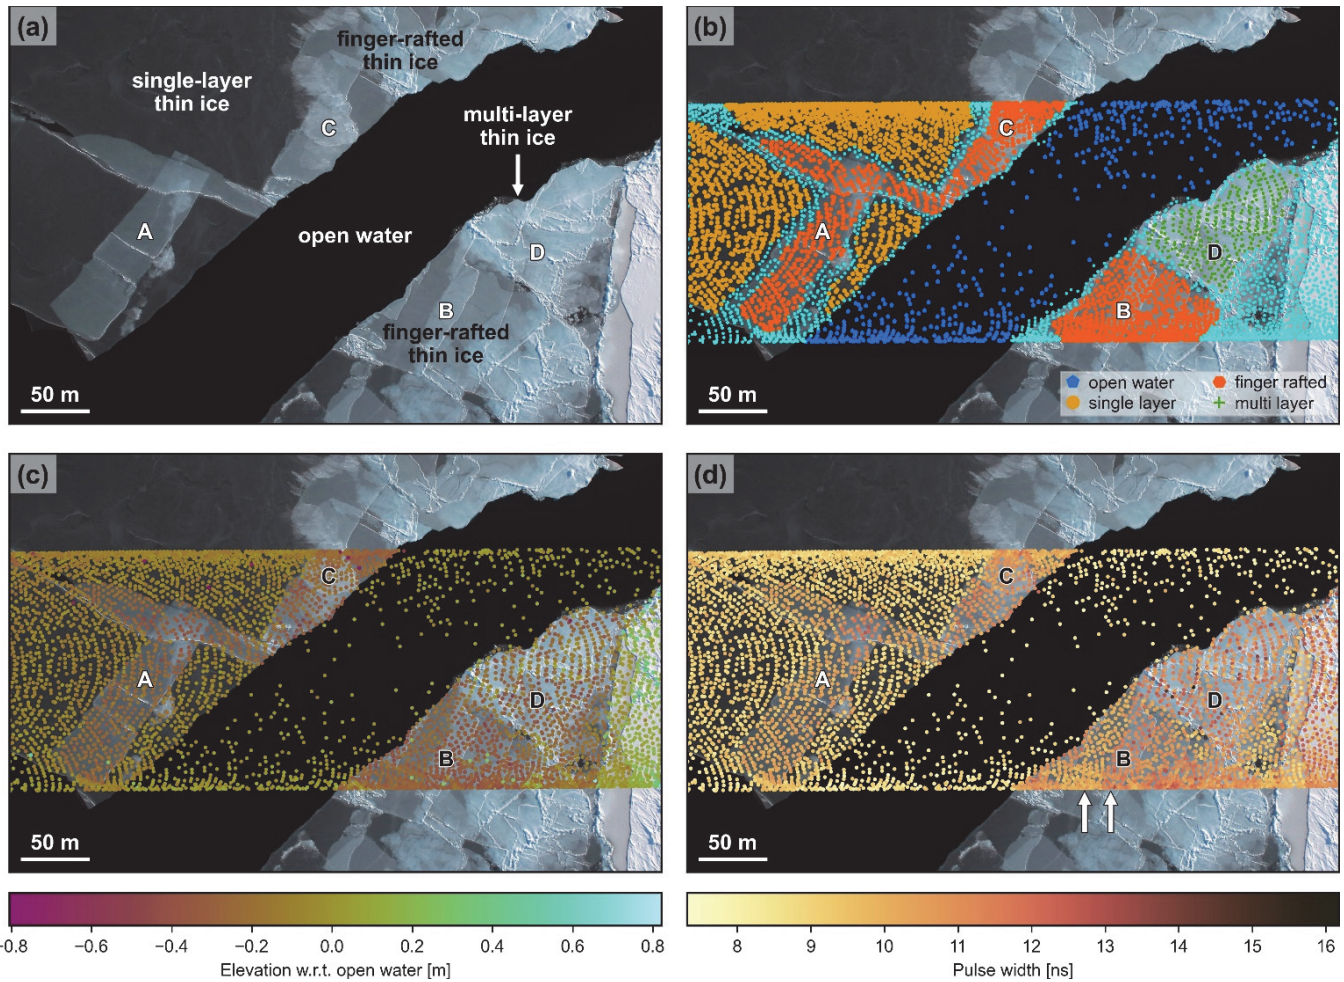 (a)
finger-rafted
thin ice
single-layer
thin ice
multi-layer
thin ice
C
A
open water
D
B
finger-rafted
thin ice
50 m
(b)
C
A
D
B
open water
finger rafted
single layer
multi layer
50 m
(c)
C
A
D
B
50 m
−0.8 −0.6 −0.4 −0.2 0.0 0.2 0.4 0.6 0.8
Elevation w.r.t. open water [m]
(d)
C
A
D
B
50 m
8 9 10 11 12 13 14 15 16
Pulse width [ns]